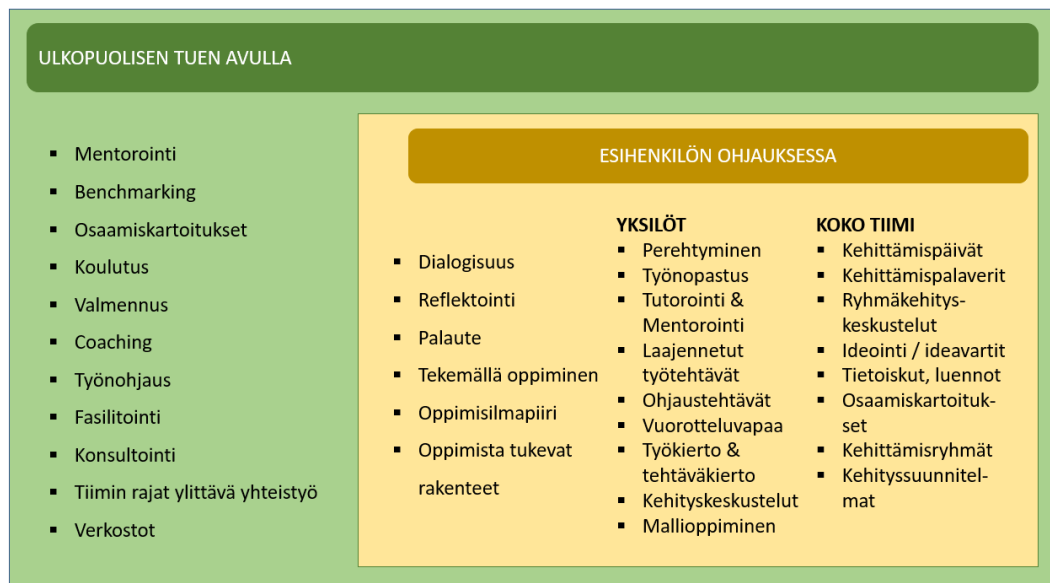 ULKOPUOLISEN TUEN AVULLA
▪ Mentorointi
▪ Benchmarking
▪ Osaamiskartoitukset
▪ Koulutus
▪ Valmennus
▪ Coaching
▪ Työnohjaus
▪ Fasilitointi
▪ Konsultointi
▪ Tiimin rajat ylittävä yhteistyö
▪ Verkostot
ESIHENKILÖN OHJAUKSESSA
▪ Dialogisuus
▪ Reflektointi
▪ Palaute
▪ Tekemällä oppiminen
▪ Oppimisilmapiiri
▪ Oppimista tukevat
rakenteet
YKSILÖT
▪ Perehtyminen
▪ Työnopastus
▪ Tutorointi &
Mentorointi
▪ Laajennetut
työtehtävät
▪ Ohjaustehtävät
▪ Vuorotteluvapaa
▪ Työkierto &
tehtäväkierto
▪ Kehityskeskustelut
▪ Mallioppiminen
KOKO TIIMI
▪ Kehittämispäivät
▪ Kehittämispalaverit
▪ Ryhmäkehitys-
keskustelut
▪ Ideointi / ideavartit
▪ Tietoiskut, luennot
▪ Osaamiskartoituk-
set
▪ Kehittämisryhmät
▪ Kehityssuunnitel-
mat